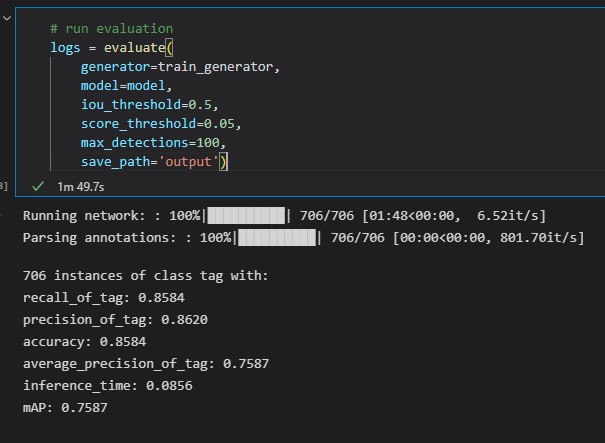 # run evaluation
logs = evaluate(
generator=train_generator,
model=model,
iou_threshold=0.5,
score_threshold=0.05,
max_detections=100,
save_path='output')
1m 49.7s
Running network: : 100%|██████████| 706/706 [01:48<00:00,  6.52it/s]
Parsing annotations: : 100%|██████████| 706/706 [00:00<00:00, 801.70it/s]
706 instances of class tag with:
recall_of_tag: 0.8584
precision_of_tag: 0.8620
accuracy: 0.8584
average_precision_of_tag: 0.7587
inference_time: 0.0856
mAP: 0.7587